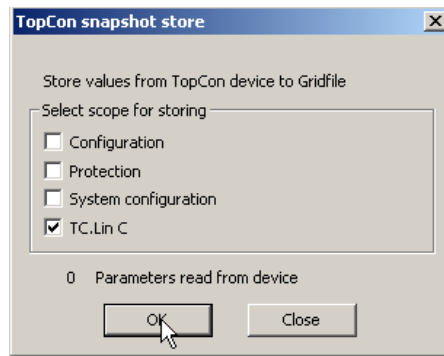 TopCon snapshot store
Store values from TopCon device to Gridfile
Select scope for storing
Configuration
Protection
System configuration
TC.Lin C
0 Parameters read from device
OK Close